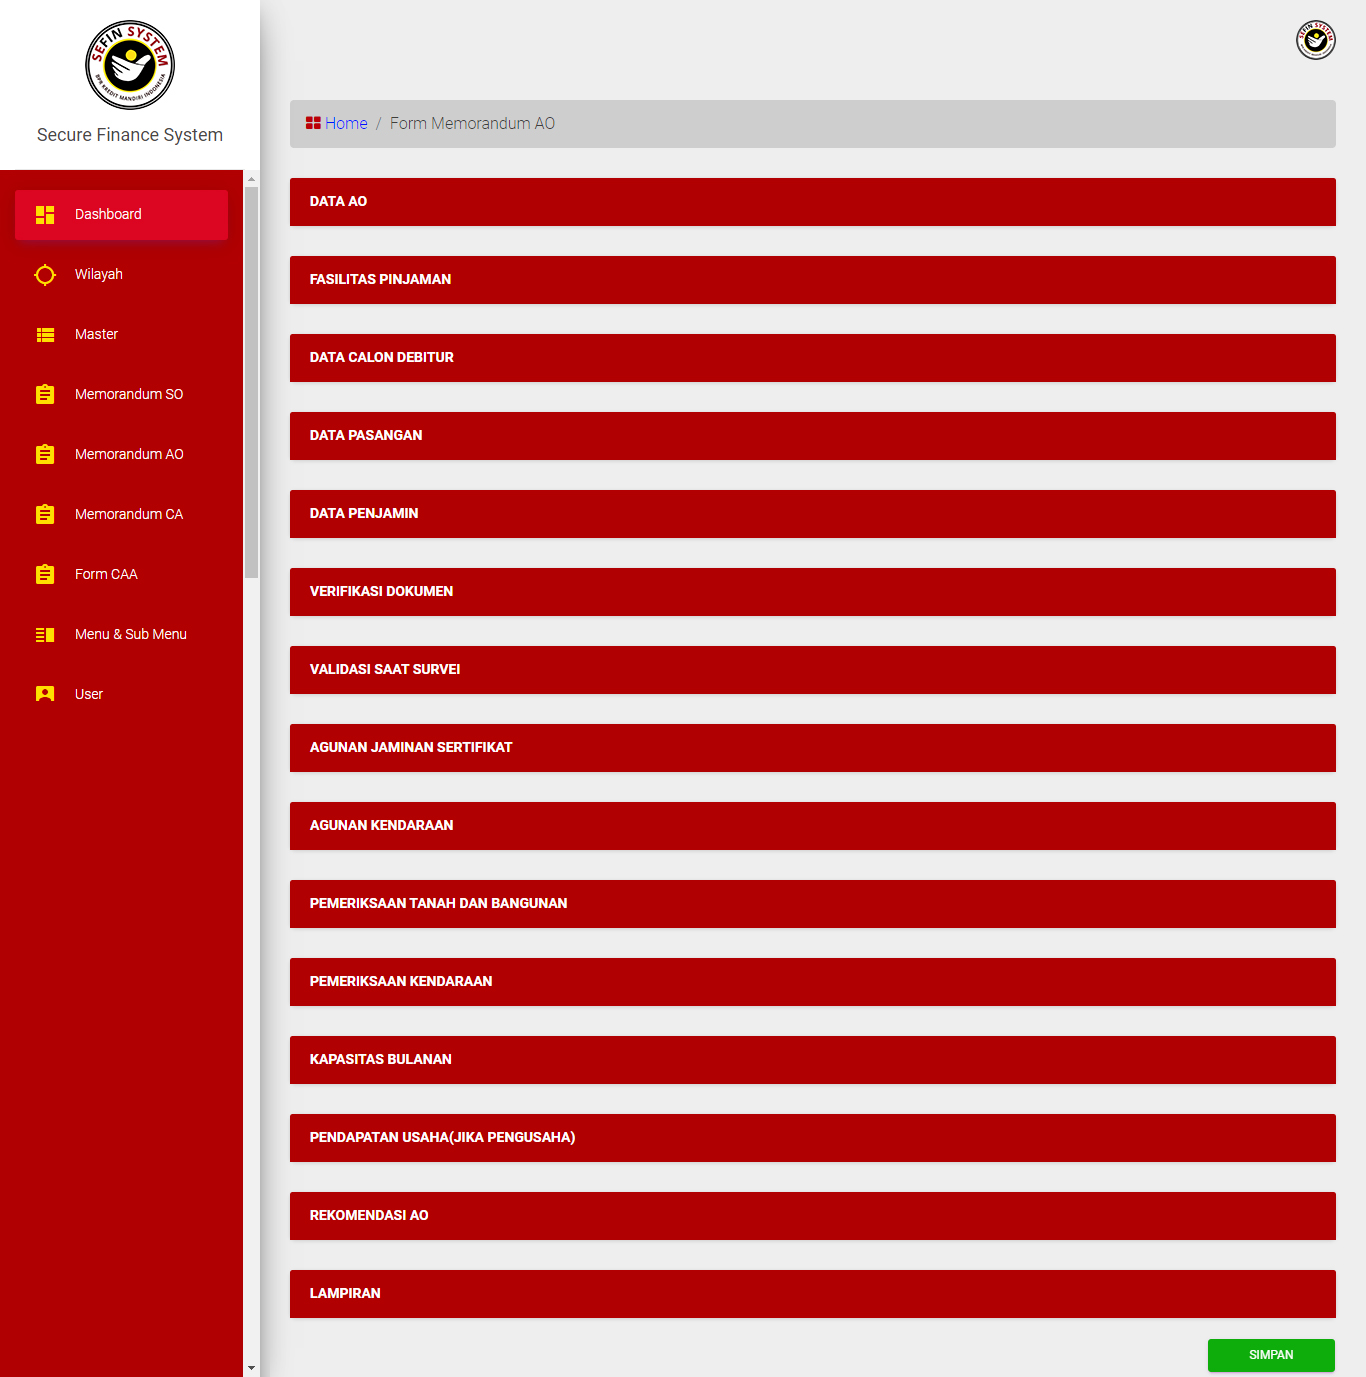 SEFIN SYSTEM
BPR KREDIT MANDIRI INDONESIA
Secure Finance System
Dashboard
Wilayah
Master
Memorandum SO
Memorandum AO
Memorandum CA
Form CAA
Menu & Sub Menu
User
SEFIN SYSTEM
Home / Form Memorandum AO
DATA AO
FASILITAS PINJAMAN
DATA CALON DEBITUR
DATA PASANGAN
DATA PENJAMIN
VERIFIKASI DOKUMEN
VALIDASI SAAT SURVEI
AGUNAN JAMINAN SERTIFIKAT
AGUNAN KENDARAAN
PEMERIKSAAN TANAH DAN BANGUNAN
PEMERIKSAAN KENDARAAN
KAPASITAS BULANAN
PENDAPATAN USAHA(JIKA PENGUSAHA)
REKOMENDASI AO
LAMPIRAN
SIMPAN